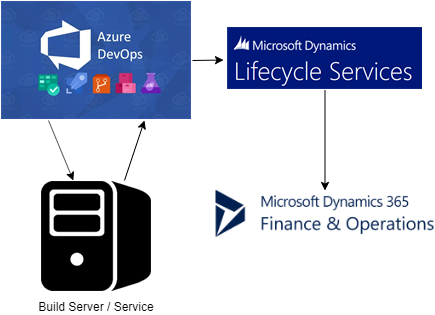 Azure
DevOps
Microsoft Dynamics
Lifecycle Services
Microsoft Dynamics 365
Finance & Operations
Build Server / Service